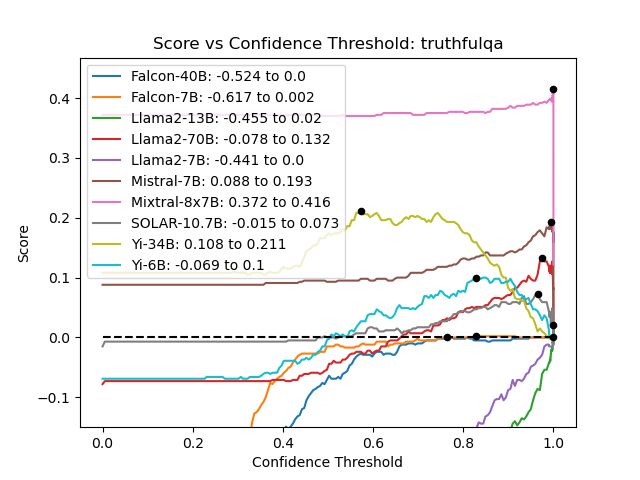 Score vs Confidence Threshold: truthfulqa
Falcon-40B: -0.524 to 0.0
Falcon-7B: -0.617 to 0.002
Llama2-13B: -0.455 to 0.02
Llama2-70B: -0.078 to 0.132
Llama2-7B: -0.441 to 0.0
Mistral-7B: 0.088 to 0.193
Mixtral-8x7B: 0.372 to 0.416
SOLAR-10.7B: -0.015 to 0.073
Yi-34B: 0.108 to 0.211
Yi-6B: -0.069 to 0.1
Score
0.4
0.3
0.2
0.1
0.0
−0.1
0.0 0.2 0.4 0.6 0.8 1.0
Confidence Threshold